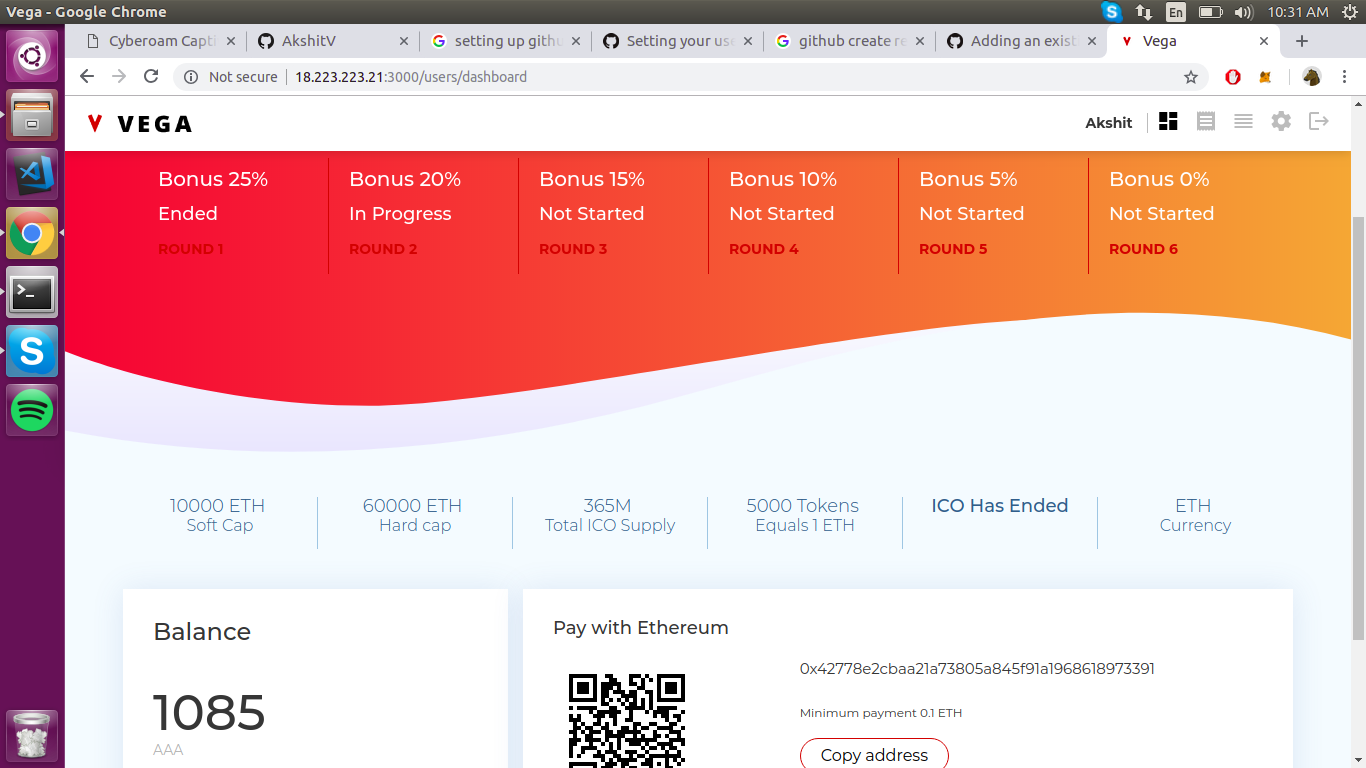 Vega - Google Chrome
En
10:31 AM
Cyberoam Capti
AkshitV
setting up githu
Setting your use
github create re
Adding an exist
Vega
Not secure
18.223.223.21:3000/users/dashboard
VEGA
Akshit
Bonus 25%
Ended
ROUND 1
Bonus 20%
In Progress
ROUND 2
Bonus 15%
Not Started
ROUND 3
Bonus 10%
Not Started
ROUND 4
Bonus 5%
Not Started
ROUND 5
Bonus 0%
Not Started
ROUND 6
10000 ETH
Soft Cap
60000 ETH
Hard cap
365M
Total ICO Supply
5000 Tokens
Equals 1 ETH
ICO Has Ended
ETH
Currency
Balance
1085
AAA
Pay with Ethereum
0x42778e2cbaa21a73805a845f91a1968618973391
Minimum payment 0.1 ETH
Copy address